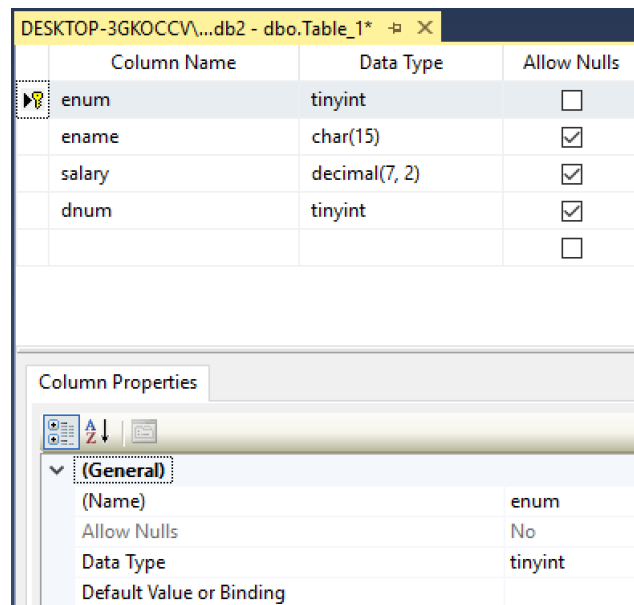 DESKTOP-3GKOCCV\...db2 - dbo.Table_1*
Column Name Data Type Allow Nulls
enum tinyint
ename char(15)
salary decimal(7, 2)
dnum tinyint
Column Properties
(General)
(Name) enum
Allow Nulls No
Data Type tinyint
Default Value or Binding